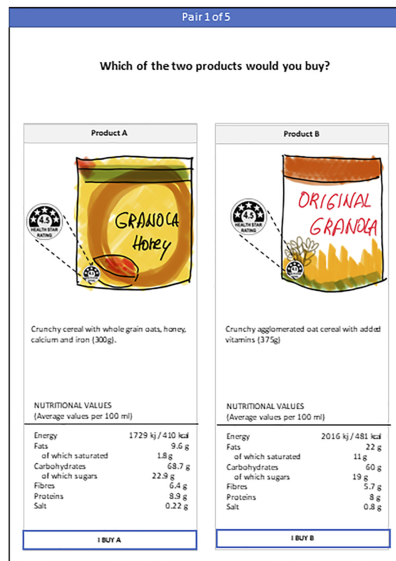 Pair 1 of 5
Which of the two products would you buy?
Product A
4.5
HEALTH STAR
RATING
GRANOLA
Honey
Crunchy cereal with whole grain oats, honey,
calcium and iron (300g).
NUTRITIONAL VALUES
(Average values per 100 ml)
Energy 1729 kj / 410 kcal
Fats 9.6 g
of which saturated 1.8 g
Carbohydrates 68.7 g
of which sugars 22.9 g
Fibres 6.4 g
Proteins 8.9 g
Salt 0.22 g
I BUY A
Product B
4.5
HEALTH STAR
RATING
ORIGINAL
GRANOLA
Crunchy agglomerated oat cereal with added
vitamins (375g)
NUTRITIONAL VALUES
(Average values per 100 ml)
Energy 2016 kj / 481 kcal
Fats 22 g
of which saturated 11 g
Carbohydrates 60 g
of which sugars 19 g
Fibres 5.7 g
Proteins 8 g
Salt 0.8 g
I BUY B